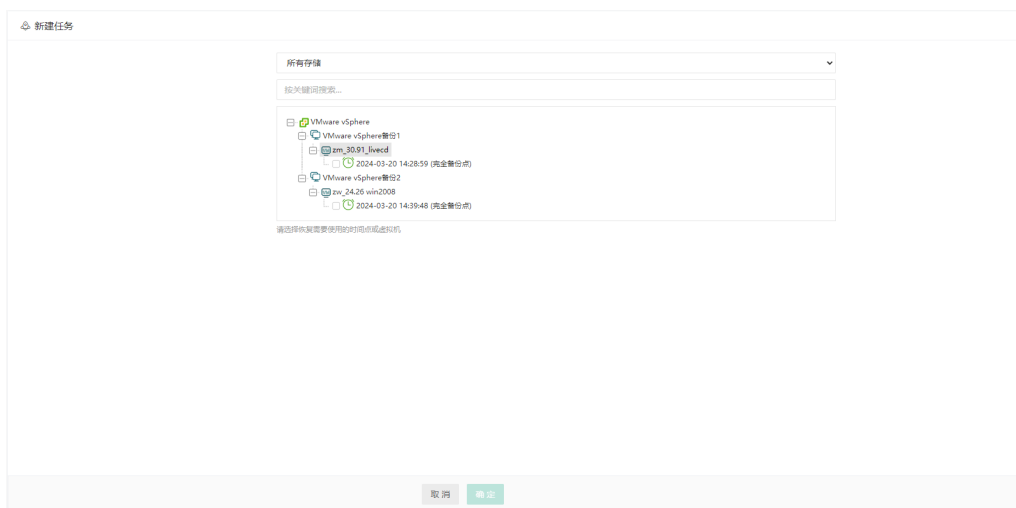 新建任务
所有存储
按关键词搜索...
VMware vSphere
VMware vSphere备份1
zm_30.91_livecd
2024-03-20 14:28:59 (完全备份点)
VMware vSphere备份2
zw_24.26 win2008
2024-03-20 14:39:48 (完全备份点)
请选择恢复需要使用的时间点或虚拟机
取消 确定